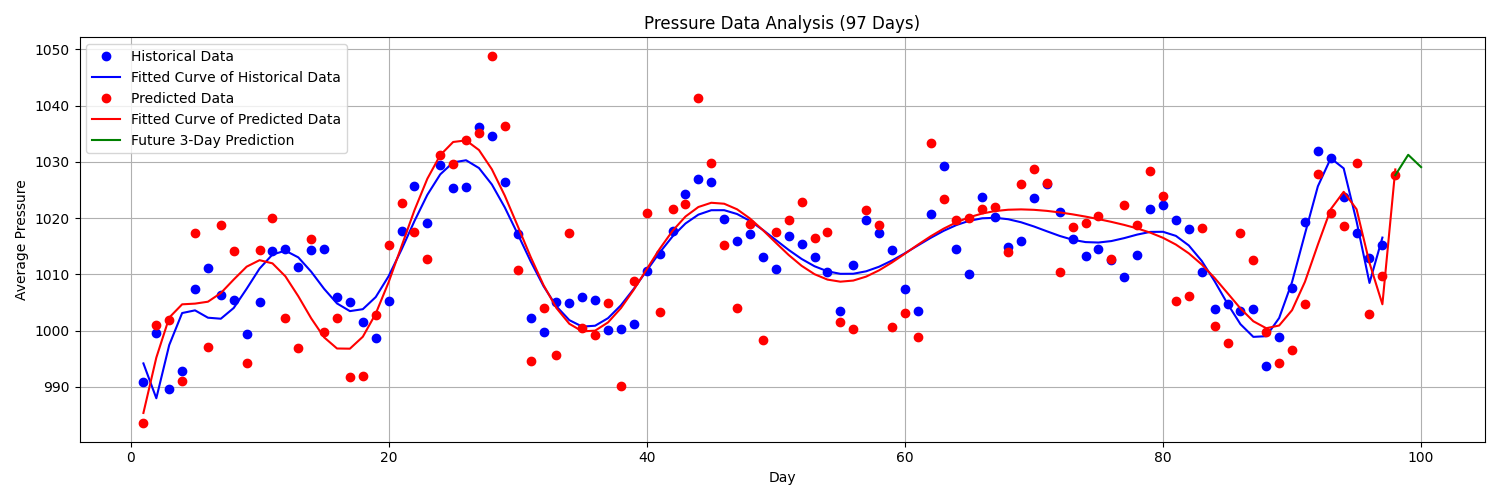 Pressure Data Analysis (97 Days)
Historical Data
Fitted Curve of Historical Data
Predicted Data
Fitted Curve of Predicted Data
Future 3-Day Prediction
Average Pressure
1050
1040
1030
1020
1010
1000
990
0 20 40 60 80 100
Day